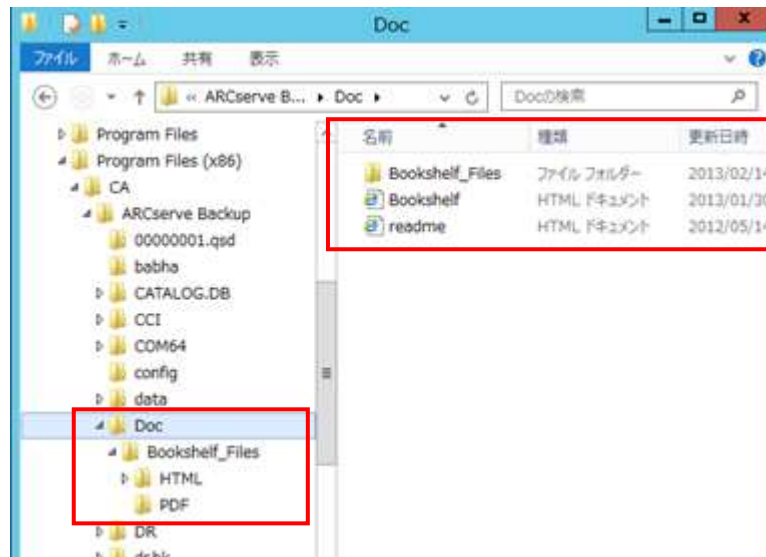 Doc
ファイル ホーム 共有 表示
« ARCserve B... Doc
Docの検索
Program Files
Program Files (x86)
CA
ARCserve Backup
00000001.qsd
babha
CATALOG.DB
CCI
COM64
config
data
Doc
Bookshelf_Files
HTML
PDF
DR
dsbk
名前 種類 更新日時
Bookshelf_Files ファイル フォルダー 2013/02/14
Bookshelf HTML ドキュメント 2013/01/30
readme HTML ドキュメント 2012/05/14